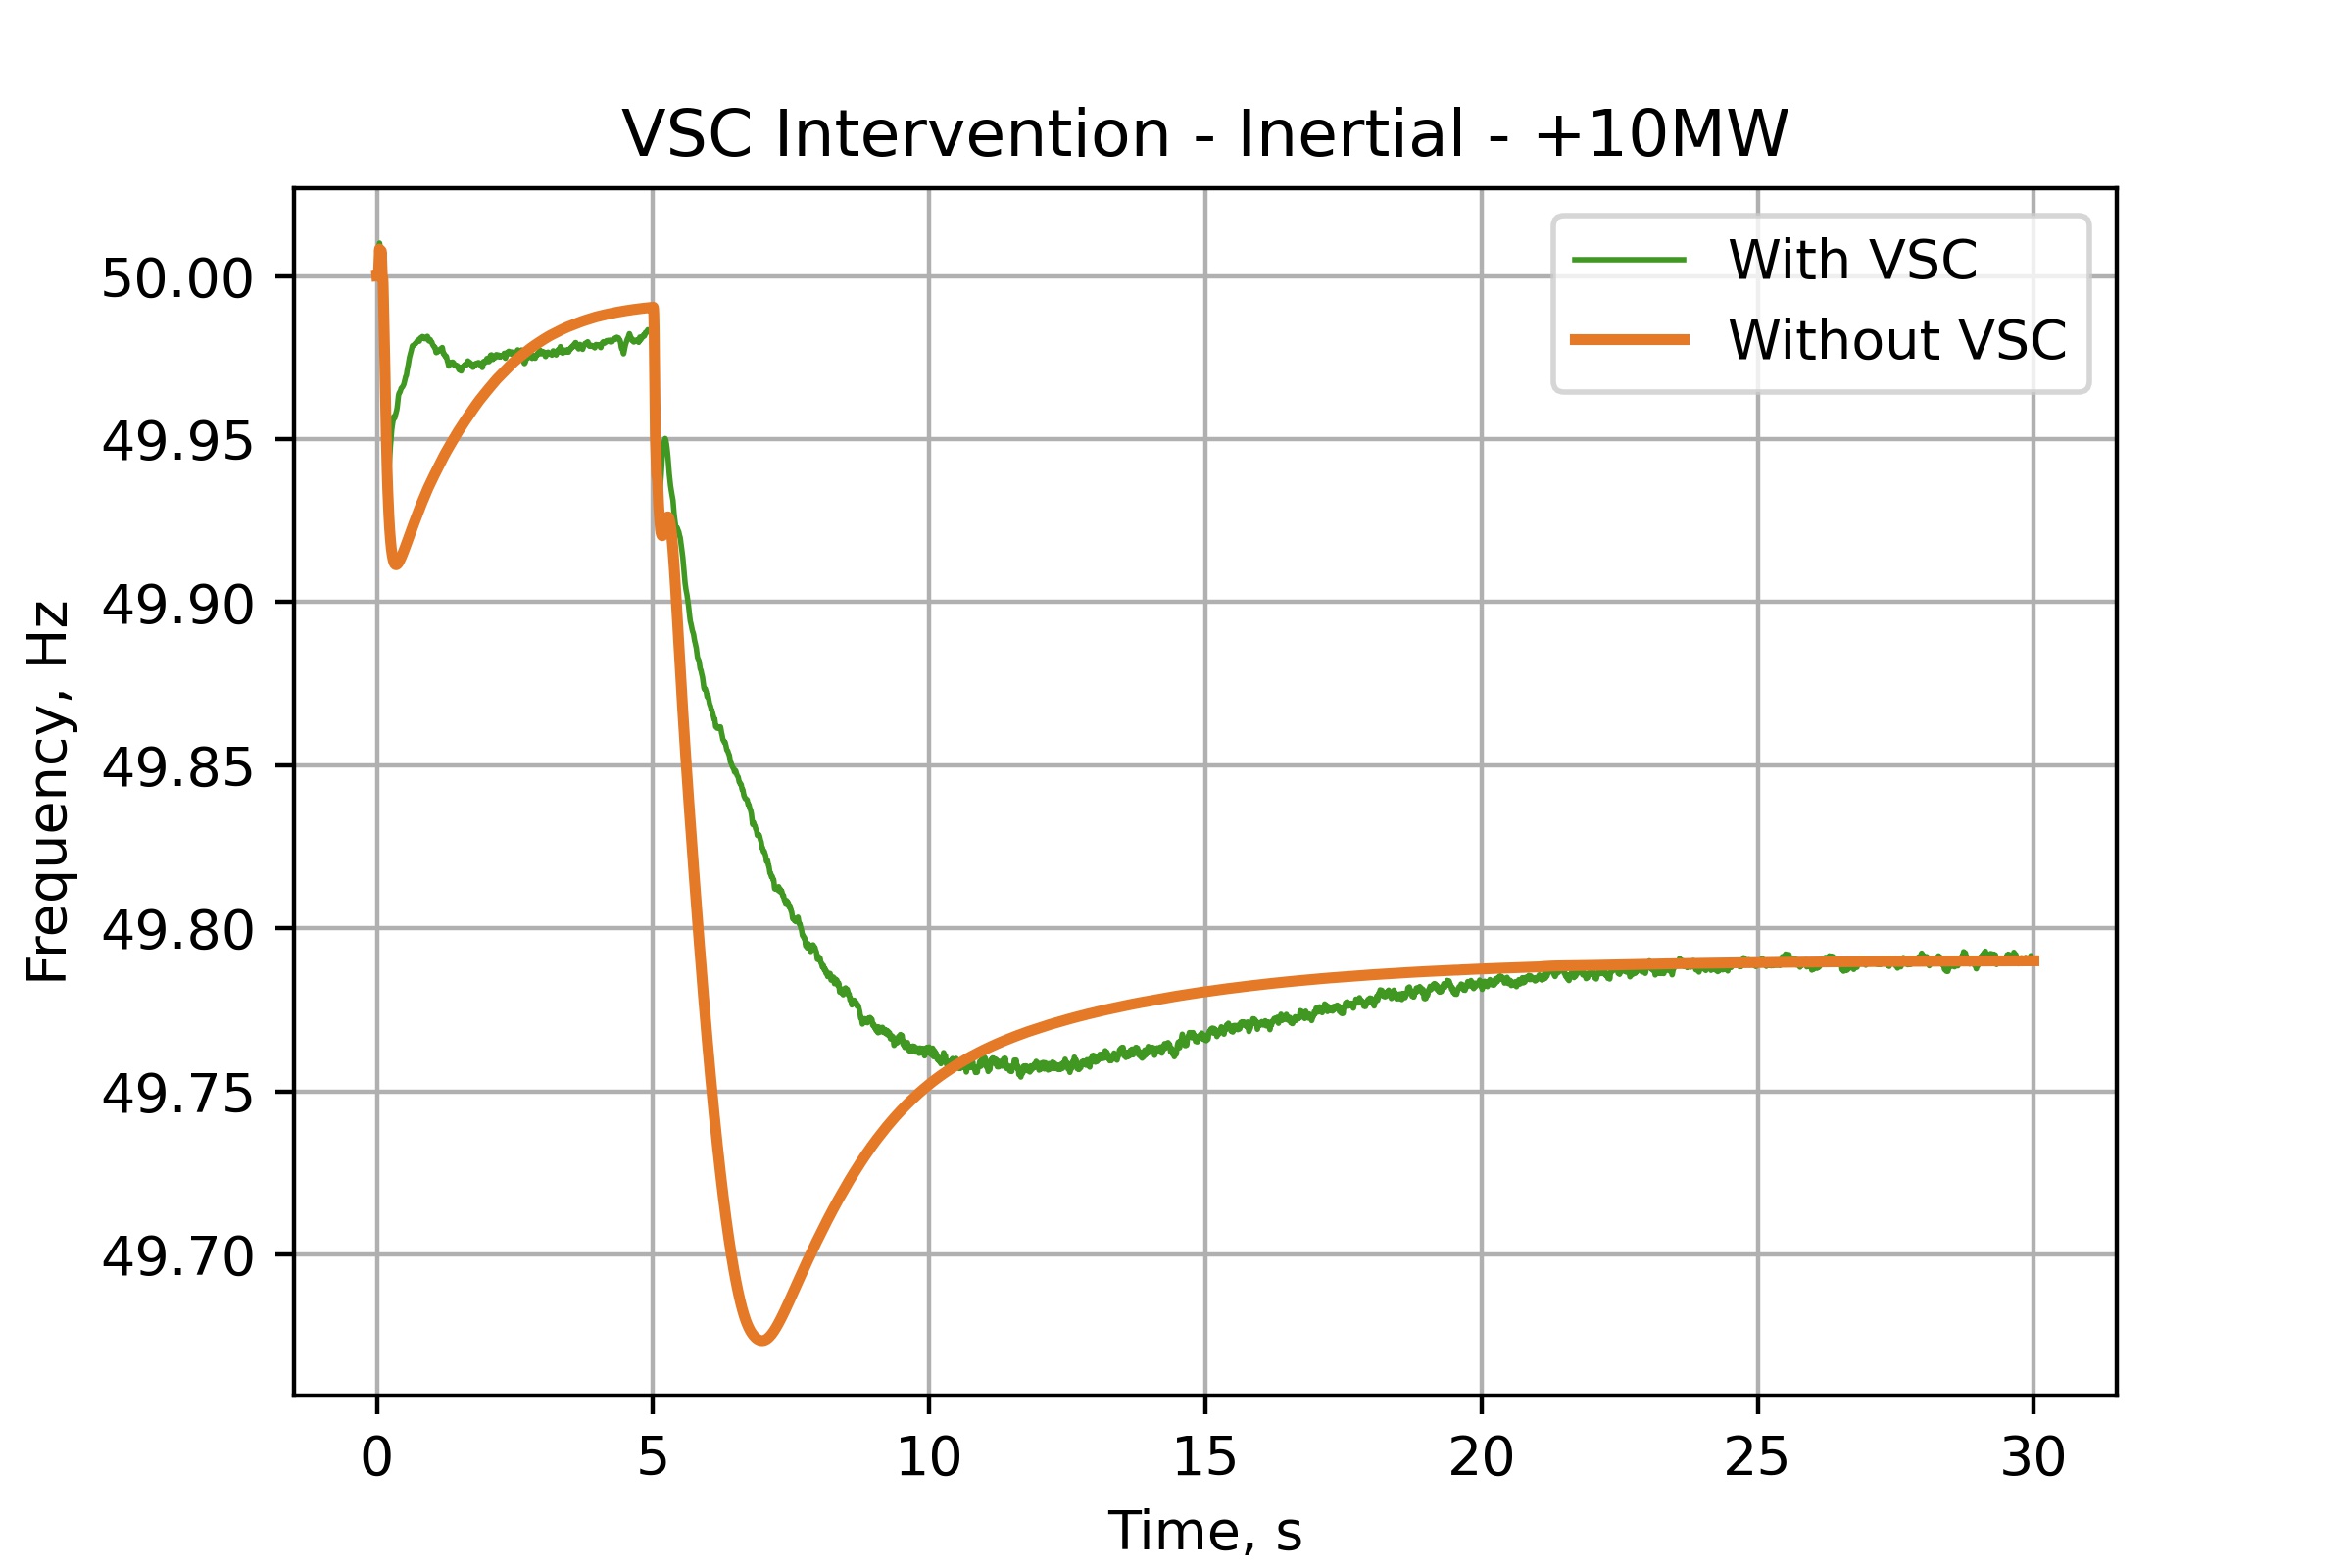 VSC Intervention - Inertial - +10MW
With VSC
Without VSC
50.00
49.95
49.90
49.85
49.80
49.75
49.70
Frequency, Hz
0 5 10 15 20 25 30
Time, s